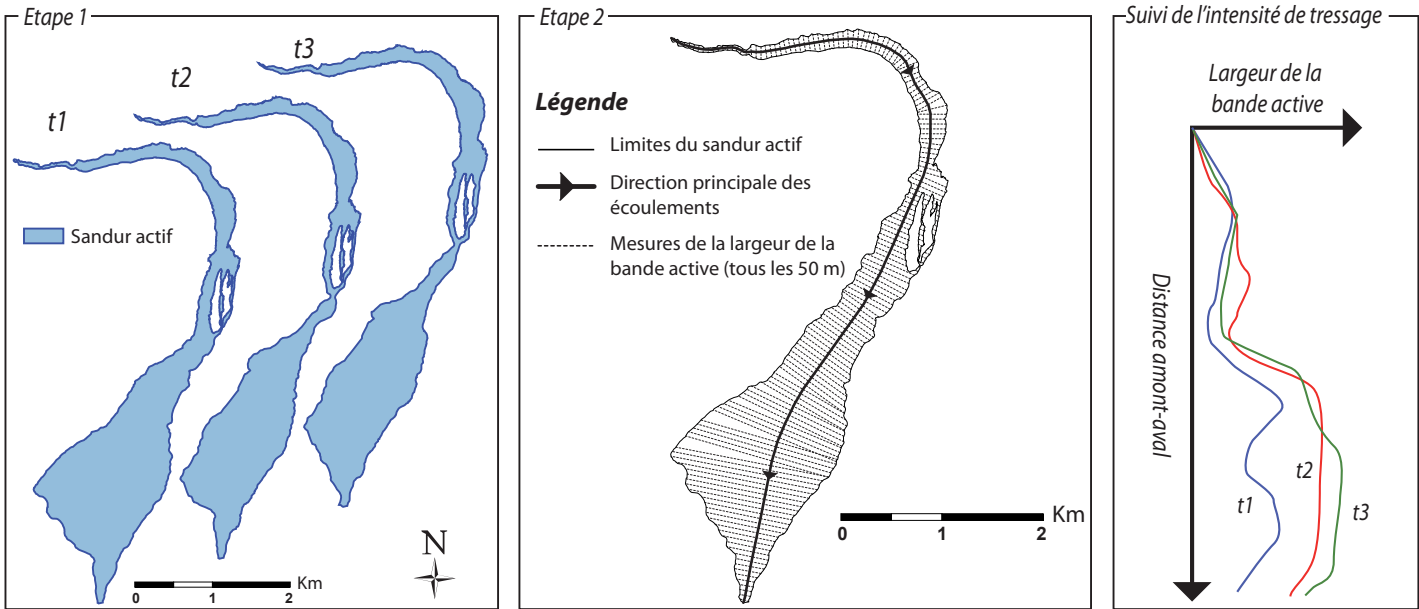 Etape 1
t1
t2
t3
Sandur actif
N
Km
0 1 2
Etape 2
Légende
Limites du sandur actif
Direction principale des
écoulements
Mesures de la largeur de la
bande active (tous les 50 m)
Km
0 1 2
Suivi de l'intensité de tressage
Largeur de la
bande active
Distance amont-aval
t1
t2
t3